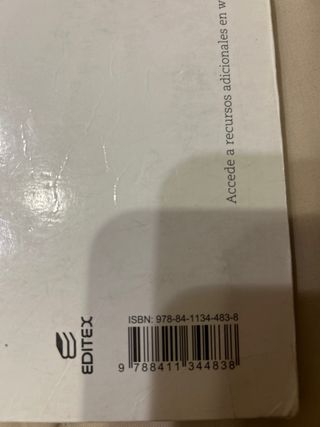 Accede a recursos adicionales en w
ISBN: 978-84-1134-483-8
EDITEX
9 788411 344838